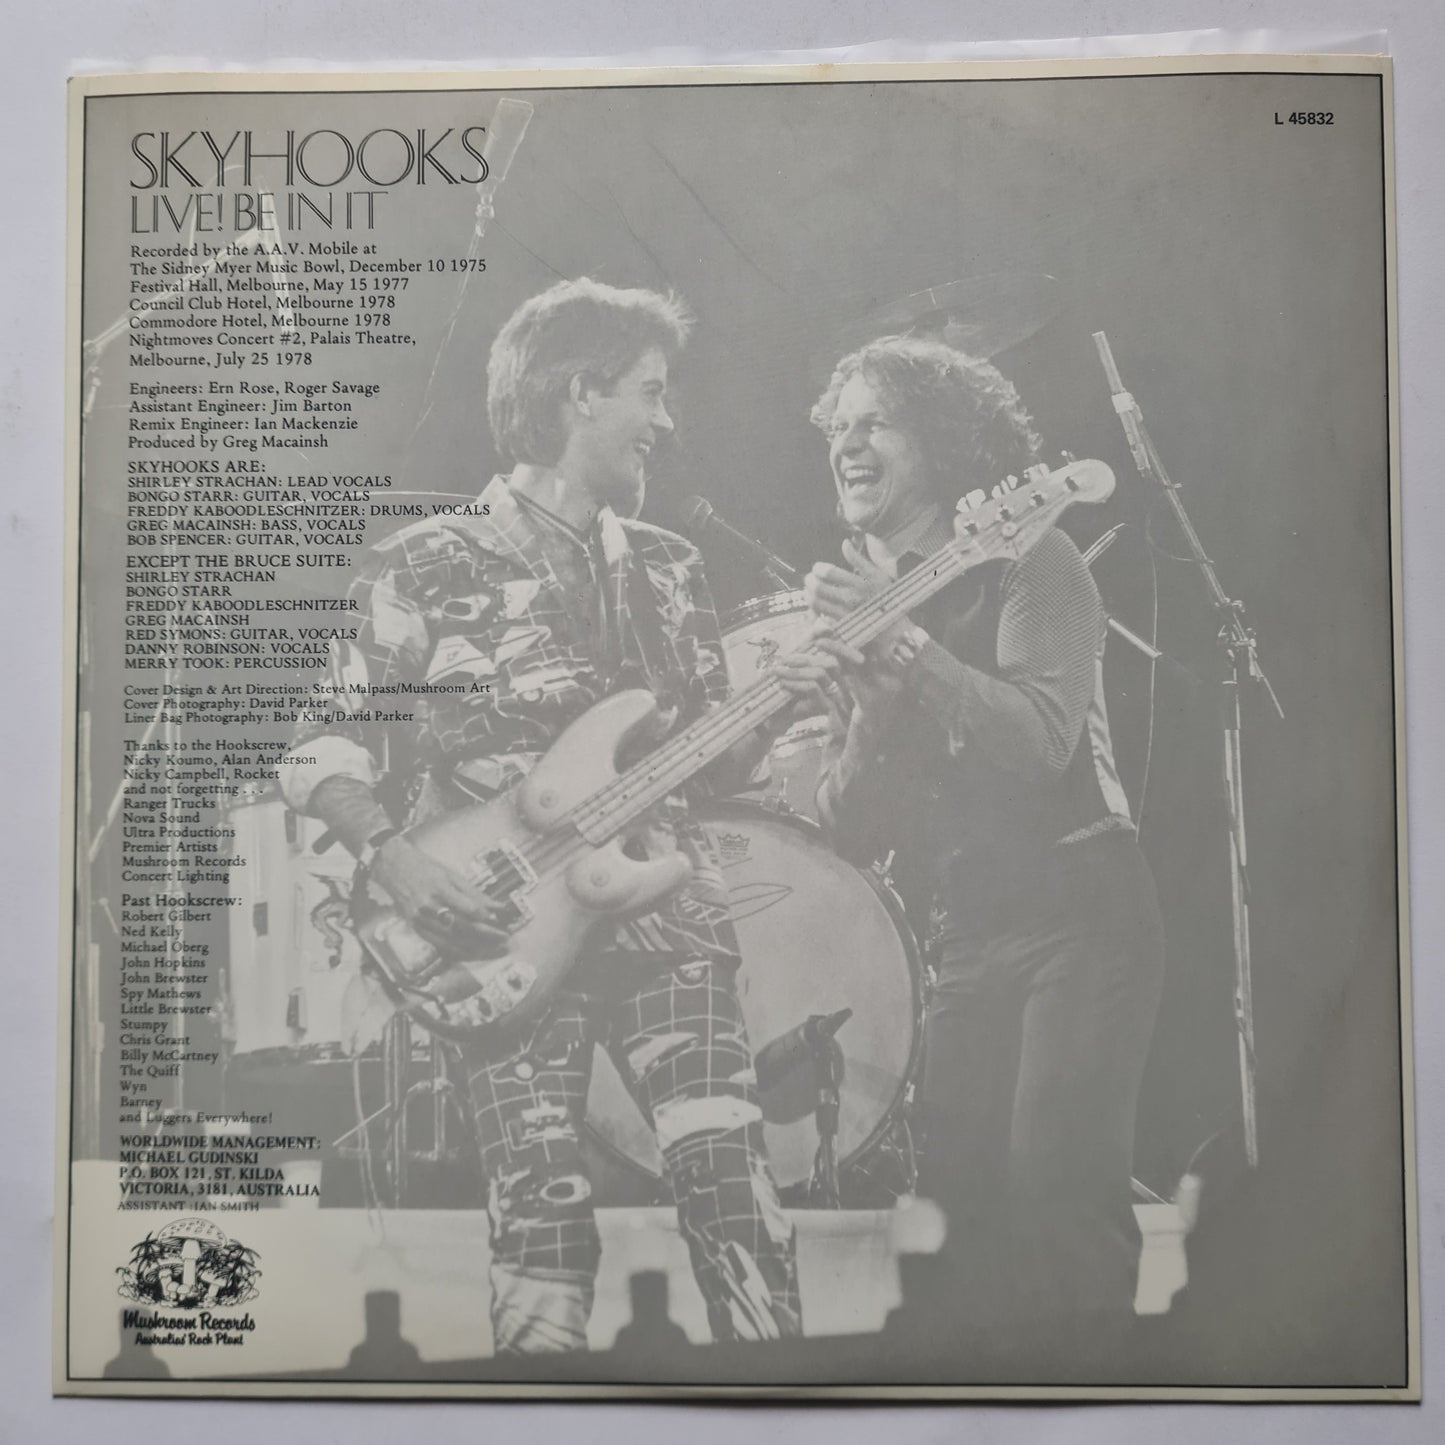 L 45832
SKYHOOKS
LIVE! BE IN IT
Recorded by the A.A.V. Mobile at
The Sidney Myer Music Bowl, December 10 1975
Festival Hall, Melbourne, May 15 1977
Council Club Hotel, Melbourne 1978
Commodore Hotel, Melbourne 1978
Nightmoves Concert #2, Palais Theatre,
Melbourne, July 25 1978
Engineers: Ern Rose, Roger Savage
Assistant Engineer: Jim Barton
Remix Engineer: Ian Mackenzie
Produced by Greg Macainsh
SKYHOOKS ARE:
SHIRLEY STRACHAN: LEAD VOCALS
BONGO STARR: GUITAR, VOCALS
FREDDY KABOODLESCHNITZER: DRUMS, VOCALS
GREG MACAINSH: BASS, VOCALS
BOB SPENCER: GUITAR, VOCALS
EXCEPT THE BRUCE SUITE:
SHIRLEY STRACHAN
BONGO STARR
FREDDY KABOODLESCHNITZER
GREG MACAINSH
RED SYMONS: GUITAR, VOCALS
DANNY ROBINSON: VOCALS
MERRY TOOK: PERCUSSION
Cover Design & Art Direction: Steve Malpass/Mushroom Art
Cover Photography: David Parker
Liner Bag Photography: Bob King/David Parker
Thanks to the Hookscrew,
Nicky Koumo, Alan Anderson
Nicky Campbell, Rocket
and not forgetting . . .
Ranger Trucks
Nova Sound
Ultra Productions
Premier Artists
Mushroom Records
Concert Lighting
Past Hookscrew:
Robert Gilbert
Ned Kelly
Michael Oberg
John Hopkins
John Brewster
Spy Mathews
Little Brewster
Stumpy
Chris Grant
Billy McCartney
The Quiff
Wyn
Barney
and Luggers Everywhere!
WORLDWIDE MANAGEMENT:
MICHAEL GUDINSKI
P.O. BOX 121, ST. KILDA
VICTORIA, 3181, AUSTRALIA
ASSISTANT :IAN SMITH
Mushroom Records
Australias' Rock Plant